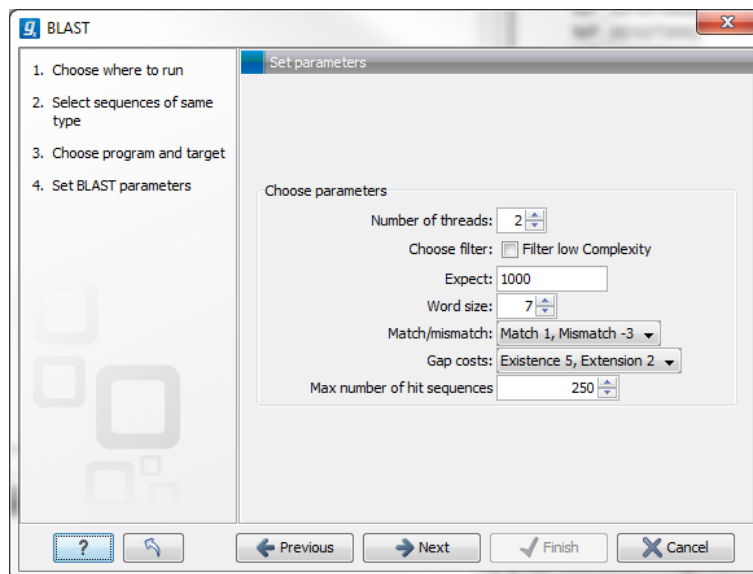 BLAST
1. Choose where to run
2. Select sequences of same
type
3. Choose program and target
4. Set BLAST parameters
Set parameters
Choose parameters
Number of threads: 2
Choose filter: Filter low Complexity
Expect: 1000
Word size: 7
Match/mismatch: Match 1, Mismatch -3
Gap costs: Existence 5, Extension 2
Max number of hit sequences 250
? Previous Next Finish Cancel